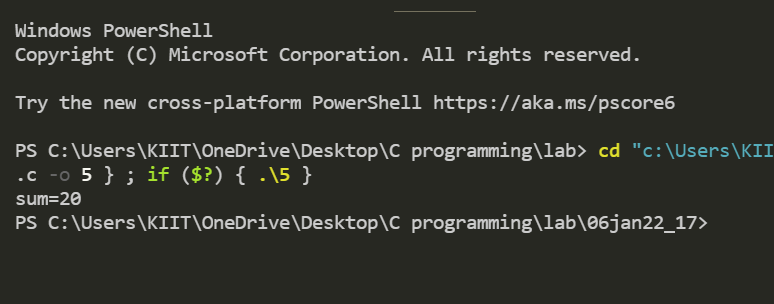 Windows PowerShell
Copyright (C) Microsoft Corporation. All rights reserved.
Try the new cross-platform PowerShell https://aka.ms/pscore6
PS C:\Users\KIIT\OneDrive\Desktop\C programming\lab> cd "c:\Users\KII
.c -o 5 } ; if ($?) { .\5 }
sum=20
PS C:\Users\KIIT\OneDrive\Desktop\C programming\lab\06jan22_17>